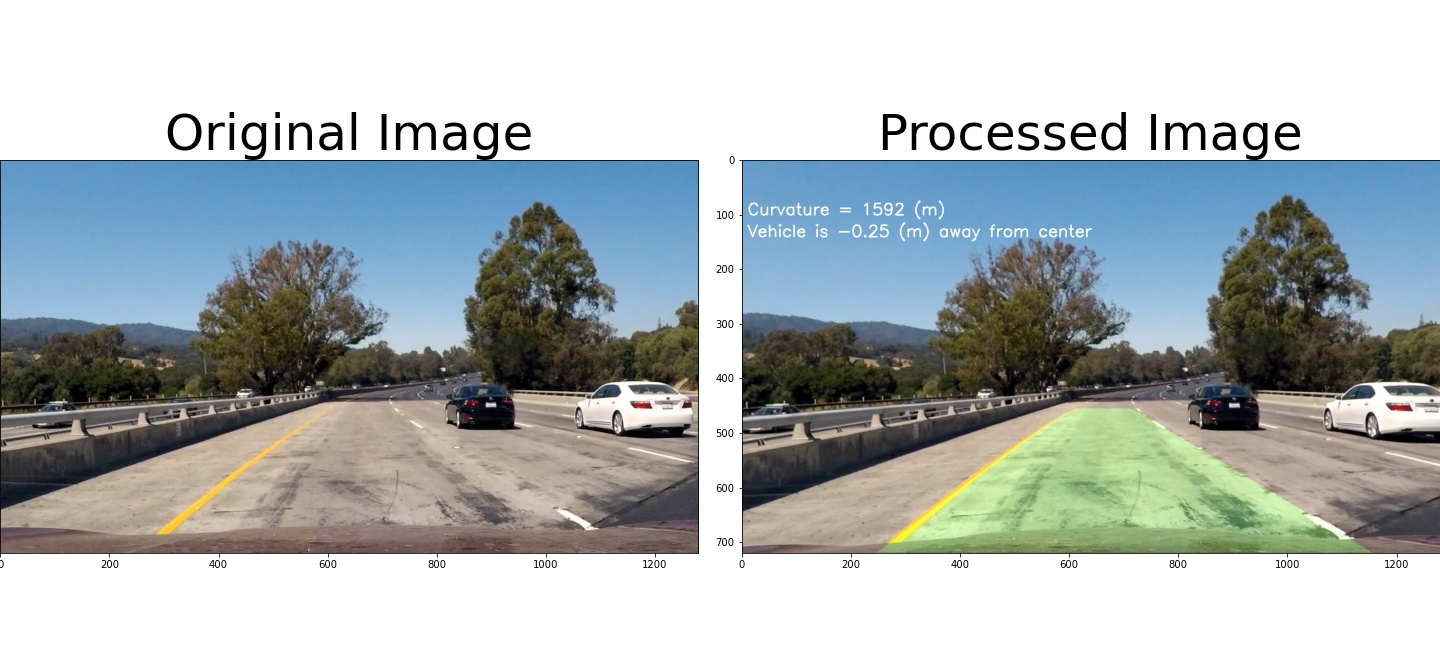 Original Image
Processed Image
Curvature = 1592 (m)
Vehicle is -0.25 (m) away from center
0
100
200
300
400
500
600
700
0 200 400 600 800 1000 1200
0 200 400 600 800 1000 1200